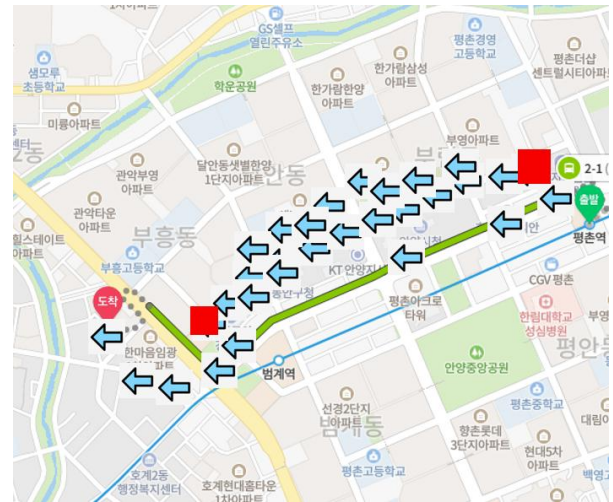 GS셀프
열린주유소
평촌경영
고등학교
샘모루
초등학교
한가람삼성
아파트
평촌더샵
센트럴시티아파트
학운공원
한가람한양
아파트
미륭아파트
부영아파트
관악부영
아파트
달안동샛별한양
1단지아파트
2-1
출발
평촌역
관악타운
아파트
부흥동
힐스테이트
아파트
부흥고등학교
KT 안양지
CGV 평촌
도착
평촌아크로
타워
한림대학교
성심병원
한마음임광
아파트
평안동
안양중앙공원
범계역
선경2단지
아파트
범계동
평촌중학교
향촌롯데
3단지아파트
현대5차
아파트
호계2동
행정복지센터
호계현대홈타운
1차아파트
평촌고등학교